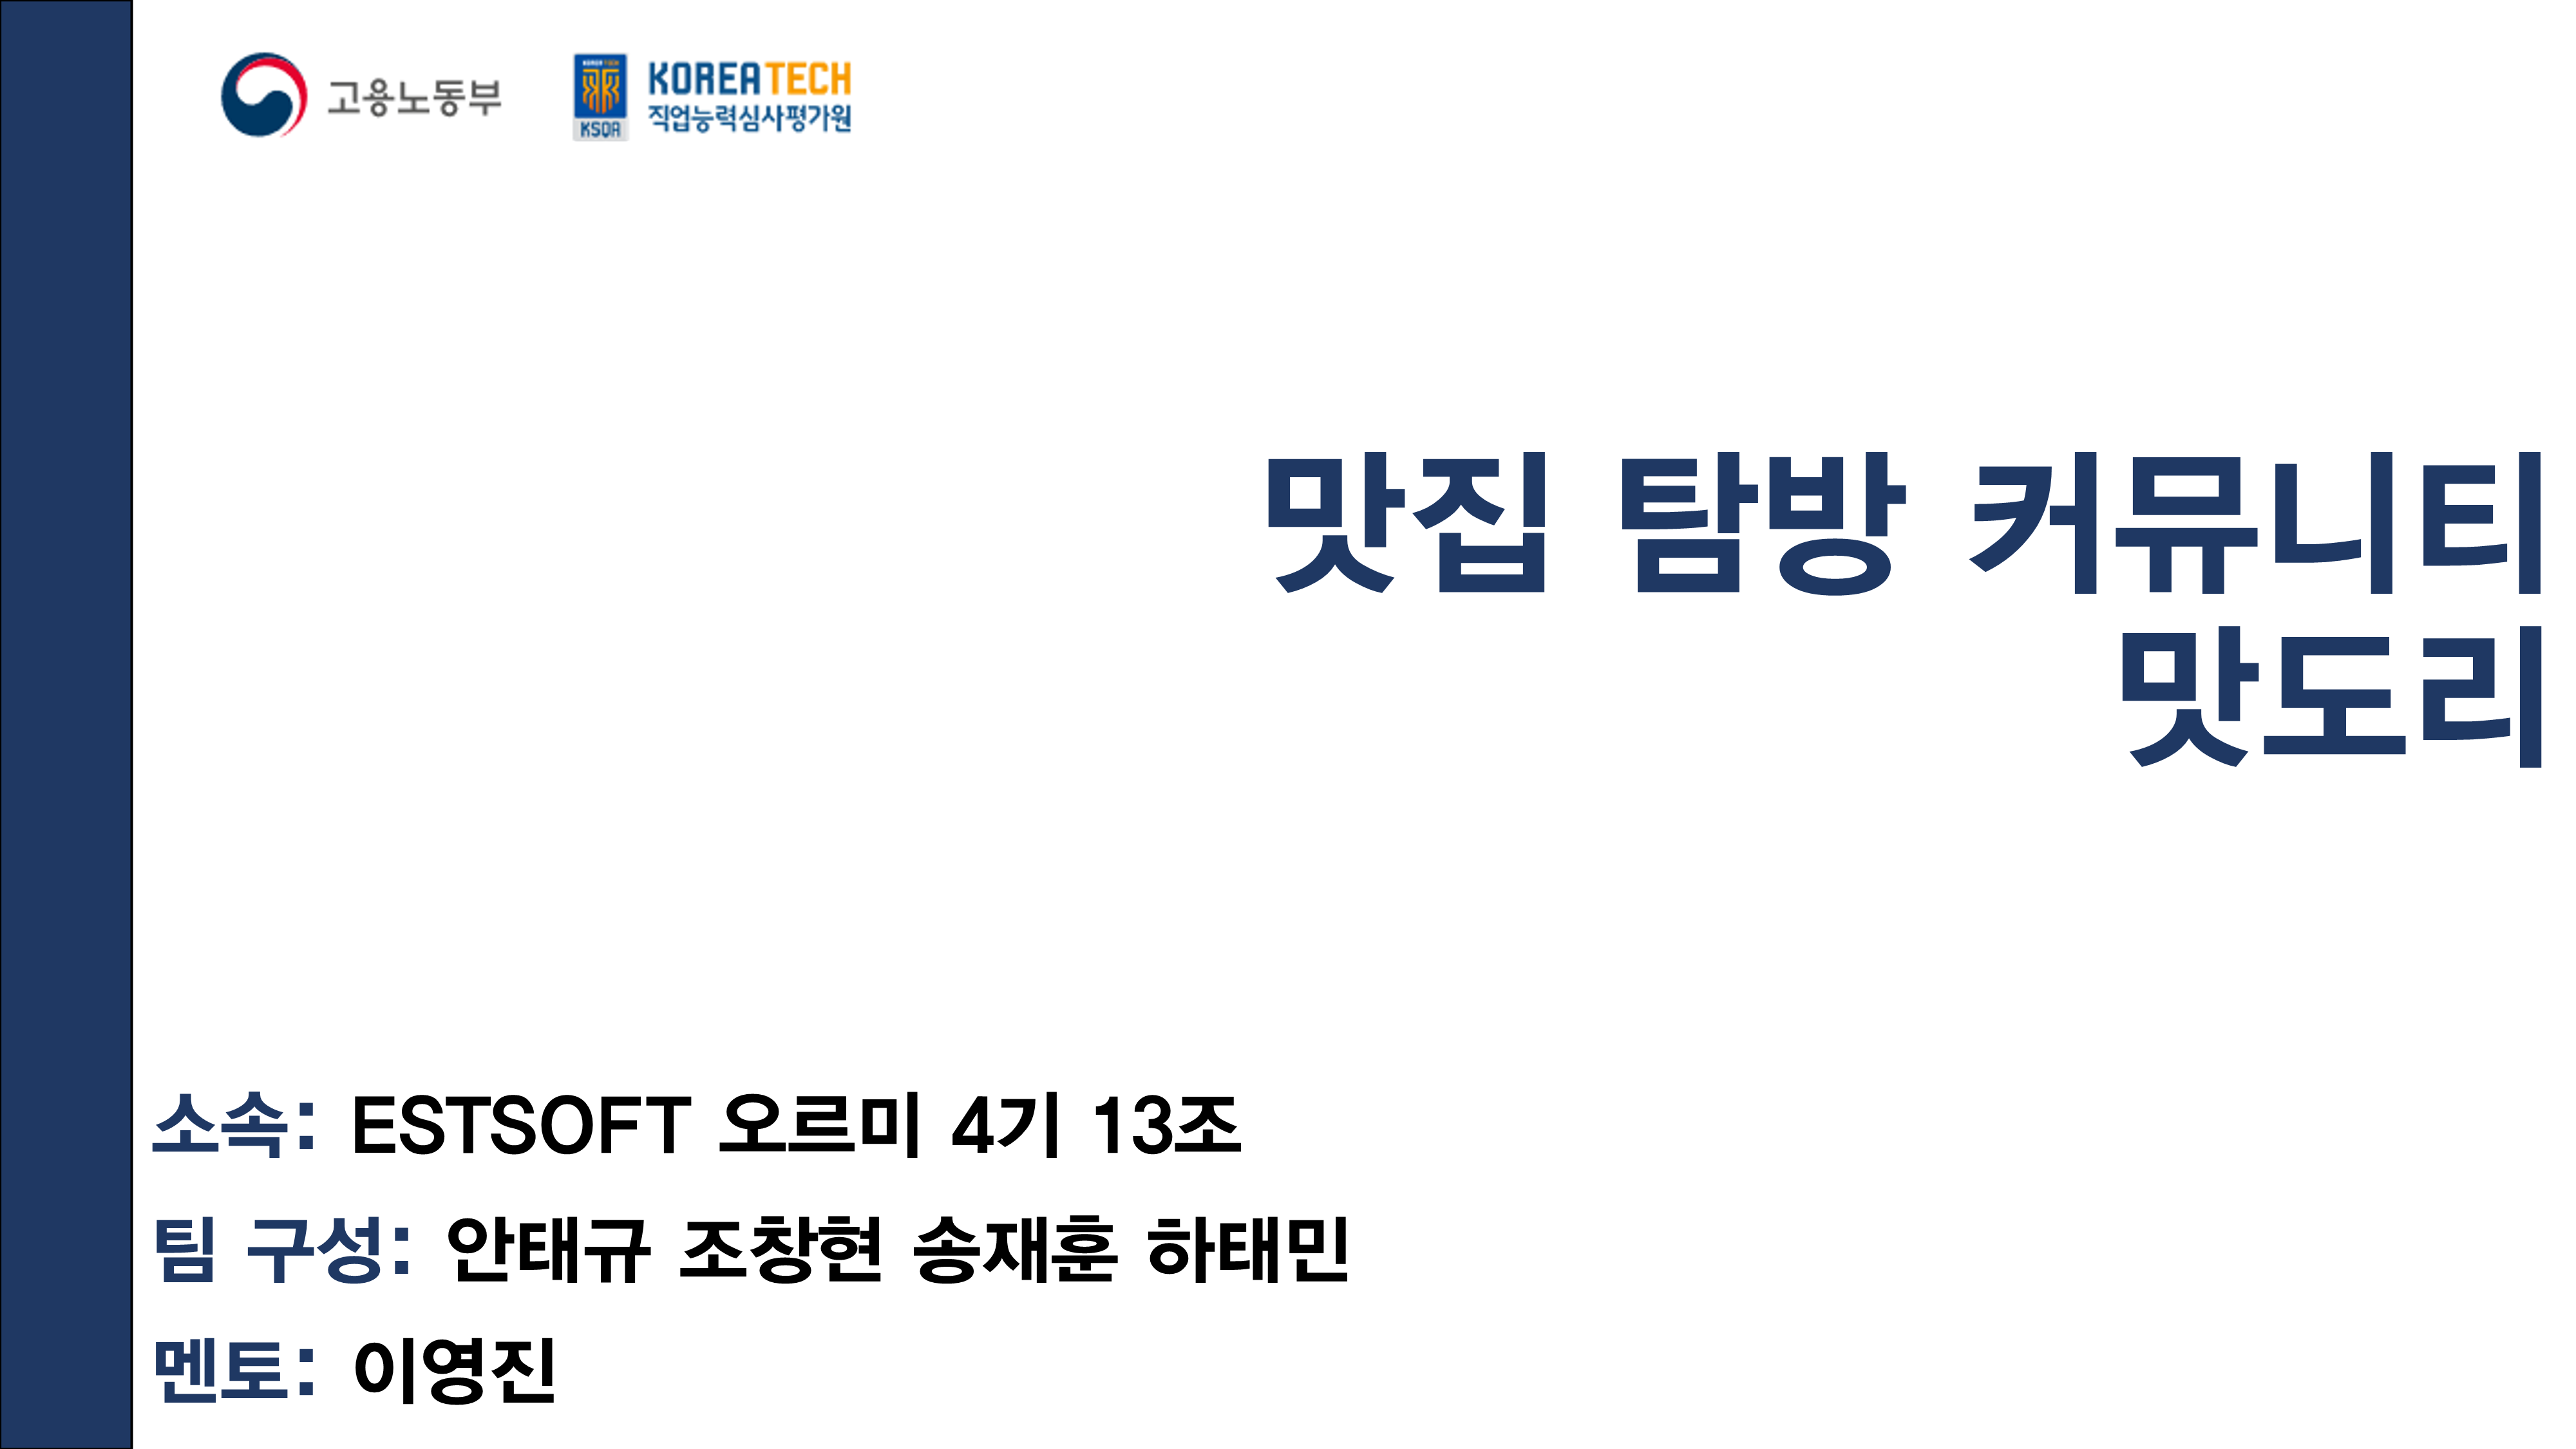 고용노동부
KOREA TECH
KSQA
KOREATECH
직업능력심사평가원
맛집 탐방 커뮤니티
맛도리
소속: ESTSOFT 오르미 4기 13조
팀 구성: 안태규 조창현 송재훈 하태민
멘토: 이영진